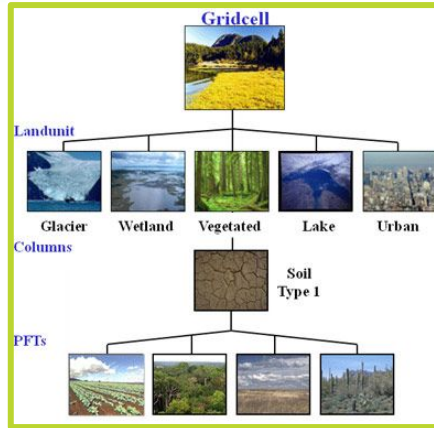 Gridcell
Landunit
Glacier Wetland Vegetated Lake Urban
Columns
Soil
Type 1
PFTs